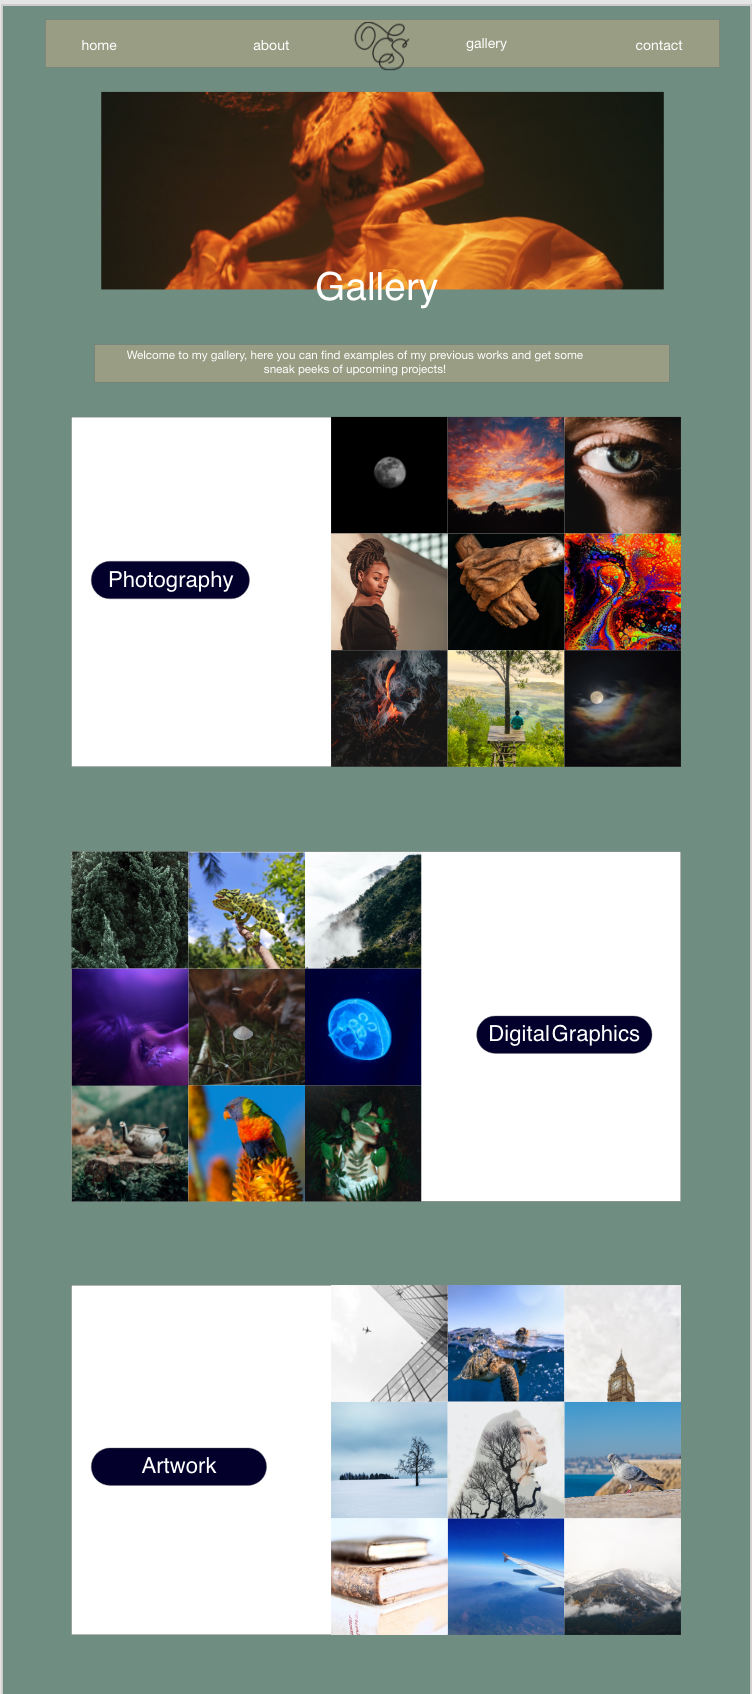 home about gallery contact
Gallery
Welcome to my gallery, here you can find examples of my previous works and get some
sneak peeks of upcoming projects!
Photography
Digital Graphics
Artwork